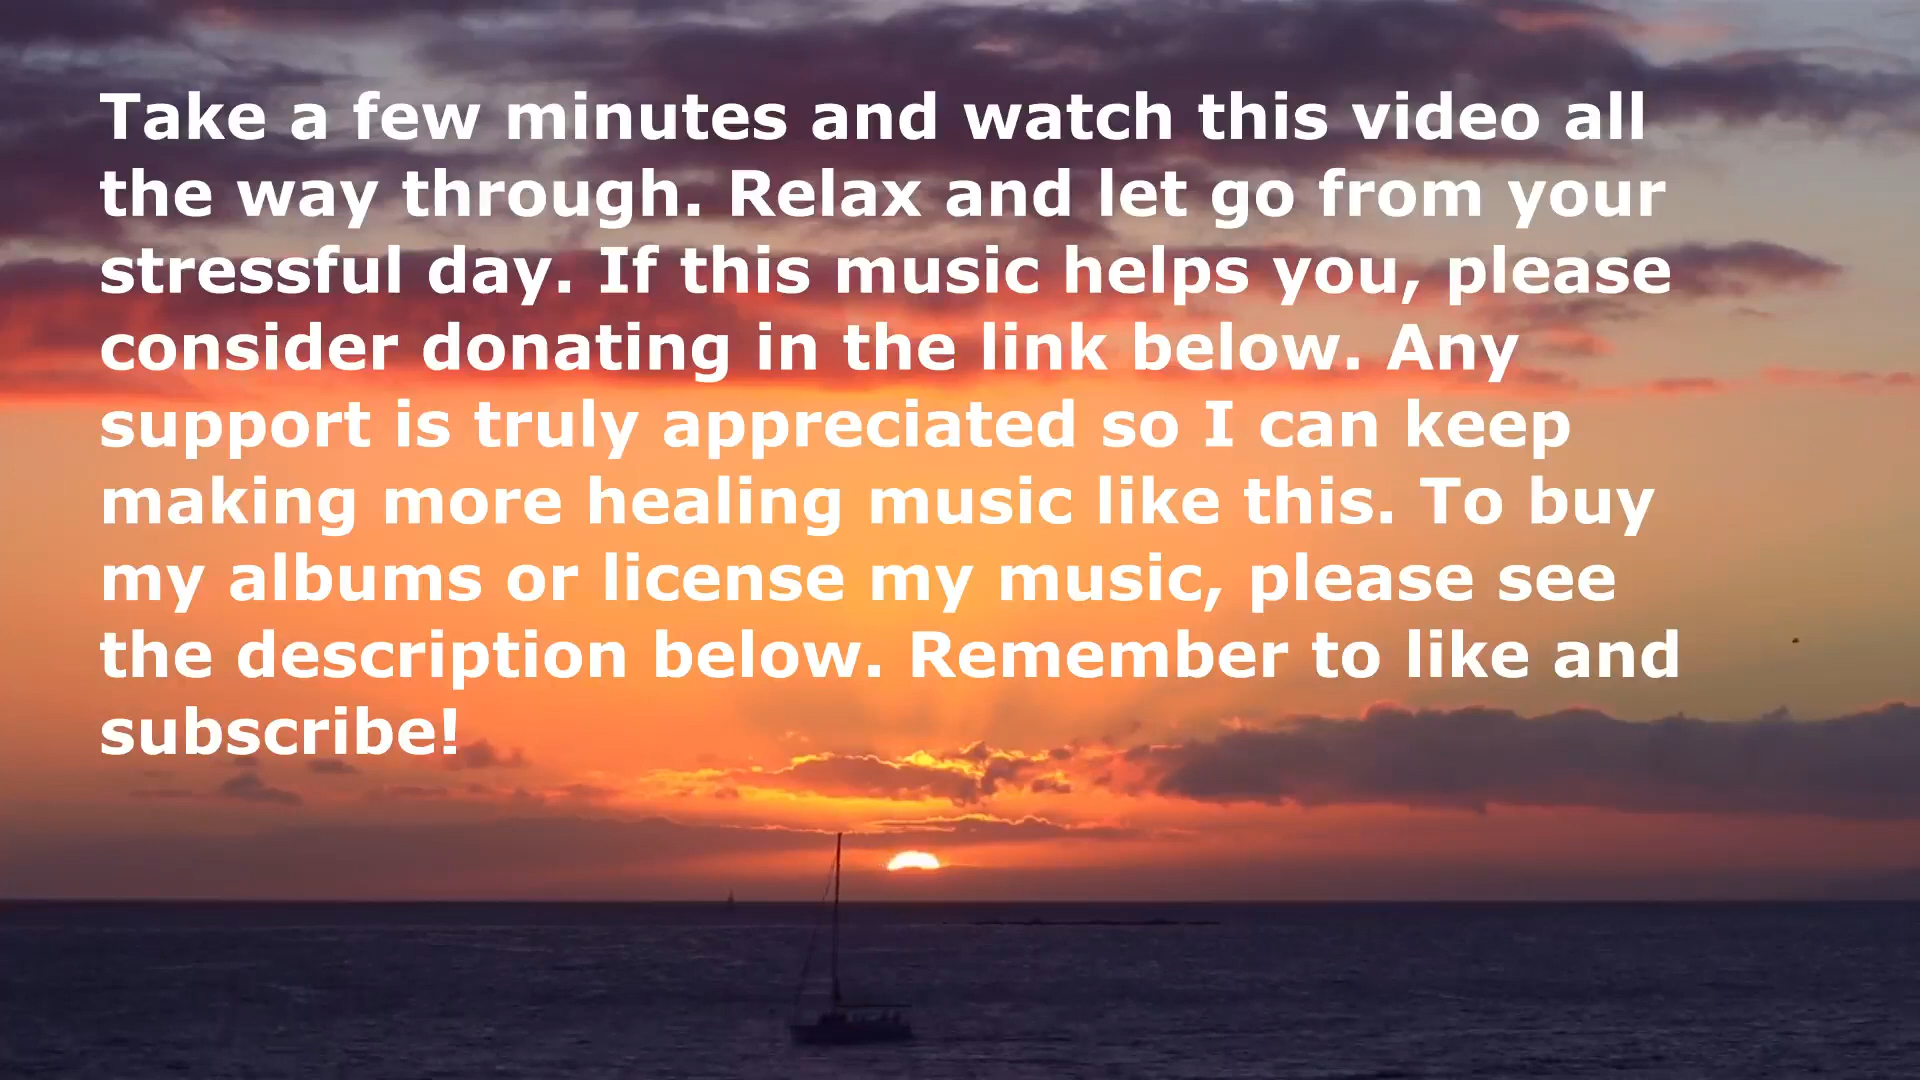 Take a few minutes and watch this video all
the way through. Relax and let go from your
stressful day. If this music helps you, please
consider donating in the link below. Any
support is truly appreciated so I can keep
making more healing music like this. To buy
my albums or license my music, please see
the description below. Remember to like and
subscribe!